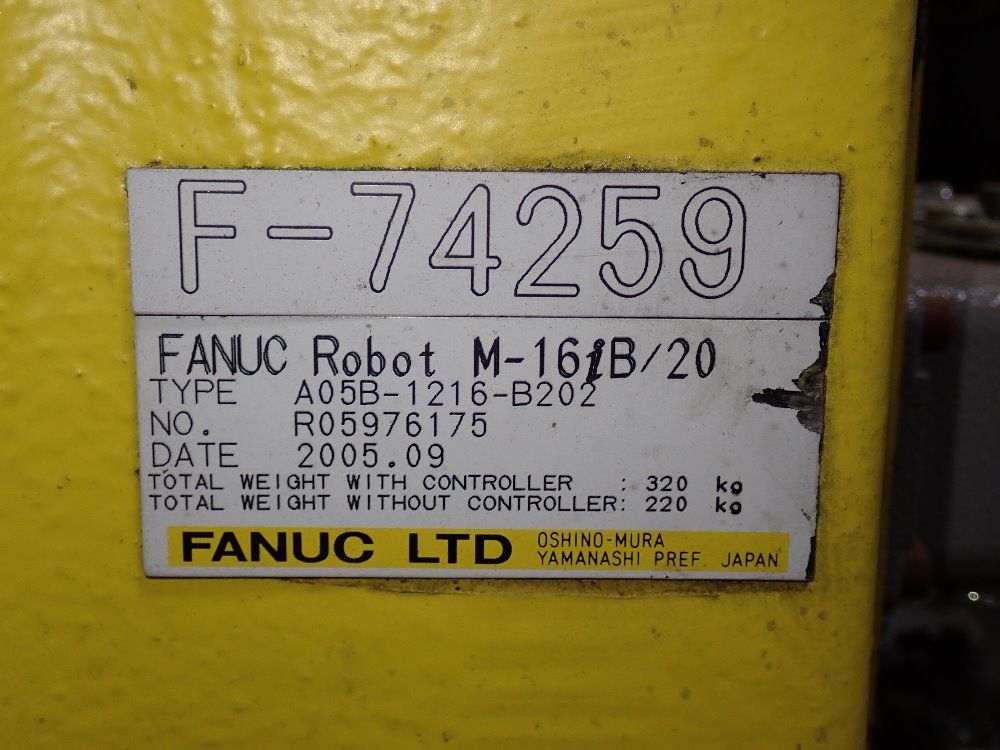 F-74259
FANUC Robot M-16iB/20
TYPE A05B-1216-B202
NO. R05976175
DATE 2005.09
TOTAL WEIGHT WITH CONTROLLER : 320 kg
TOTAL WEIGHT WITHOUT CONTROLLER: 220 kg
FANUC LTD
OSHINO-MURA
YAMANASHI PREF. JAPAN